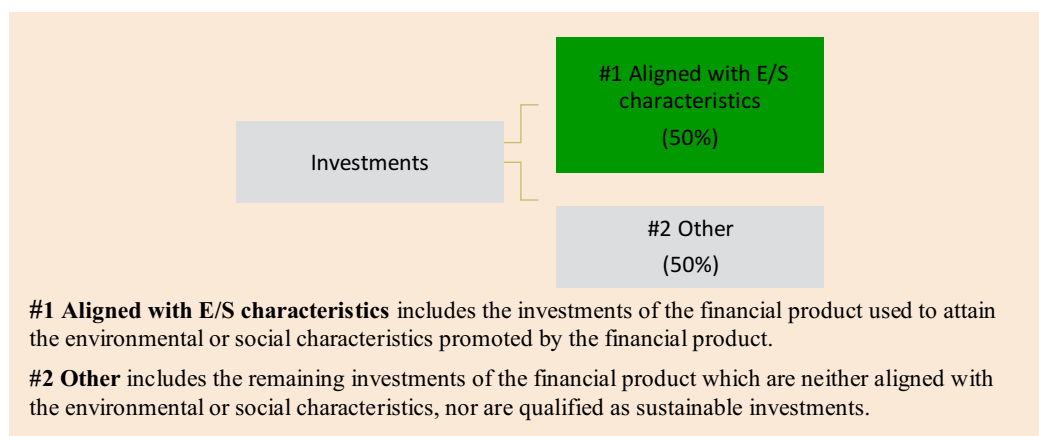 #1 Aligned with E/S
characteristics
(50%)
Investments
#2 Other
(50%)
#1 Aligned with E/S characteristics includes the investments of the financial product used to attain
the environmental or social characteristics promoted by the financial product.
#2 Other includes the remaining investments of the financial product which are neither aligned with
the environmental or social characteristics, nor are qualified as sustainable investments.